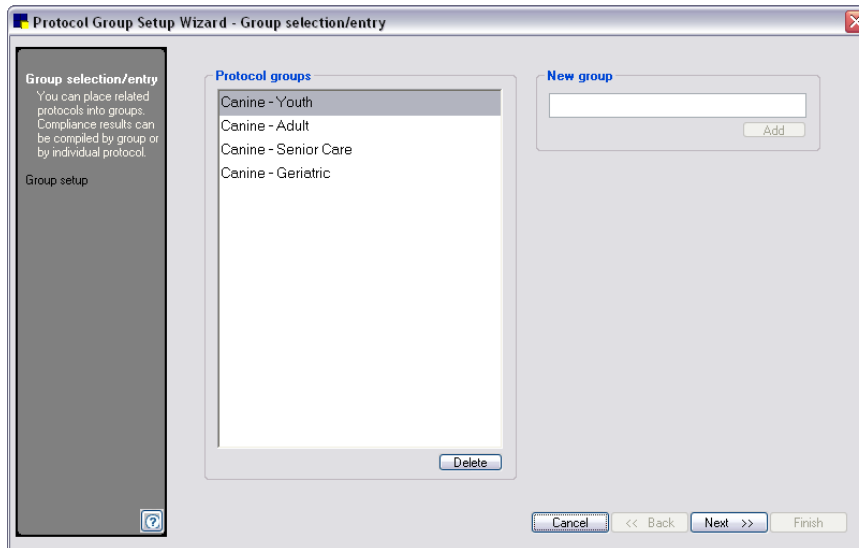 Protocol Group Setup Wizard - Group selection/entry
Group selection/entry
You can place related
protocols into groups.
Compliance results can
be compiled by group or
by individual protocol.
Group setup
Protocol groups
Canine - Youth
Canine - Adult
Canine - Senior Care
Canine - Geriatric
Delete
New group
Add
Cancel
<< Back
Next >>
Finish